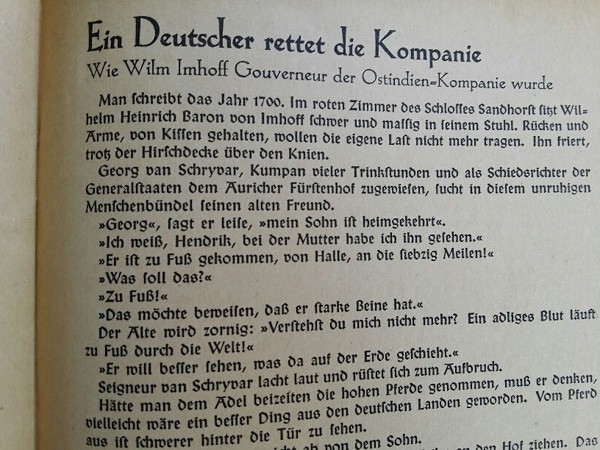 Ein Deutscher rettet die Kompanie
Wie Wilm Imhoff Gouverneur der Ostindien=Kompanie wurde
Man schreibt das Jahr 1700. Im roten Zimmer des Schlosses Sandhorst sitzt Wil-
helm Heinrich Baron von Imhoff schwer und massig in seinem Stuhl. Rücken und
Arme, von Kissen gehalten, wollen die eigene Last nicht mehr tragen. Ihn friert,
trotz der Hirschdecke über den Knien.
Georg van Schryvar, Kumpan vieler Trinkstunden und als Schiedsrichter der
Generalstaaten dem Auricher Fürstenhof zugewiesen, sucht in diesem unruhigen
Menschenbündel seinen alten Freund.
»Georg«, sagt er leise, »mein Sohn ist heimgekehrt«.
»Ich weiß, Hendrik, bei der Mutter habe ich ihn gesehen.«
»Er ist zu Fuß gekommen, von Halle, an die siebzig Meilen!«
»Was soll das?«
»Zu Fuß!«
»Das möchte beweisen, daß er starke Beine hat.«
Der Alte wird zornig: »Verstehst du mich nicht mehr? Ein adliges Blut läuft
zu Fuß durch die Welt!«
»Er will besser sehen, was da auf der Erde geschieht.«
Seigneur van Schryvar lacht laut und rüstet sich zum Aufbruch.
Hätte man dem Adel beizeiten die hohen Pferde genommen, muß er denken,
vielleicht wäre ein besser Ding aus den deutschen Landen geworden. Vom Pferd
aus ist schwerer hinter die Tür zu sehen.
ab von dem Sohn.
an den Hof ziehen. Das